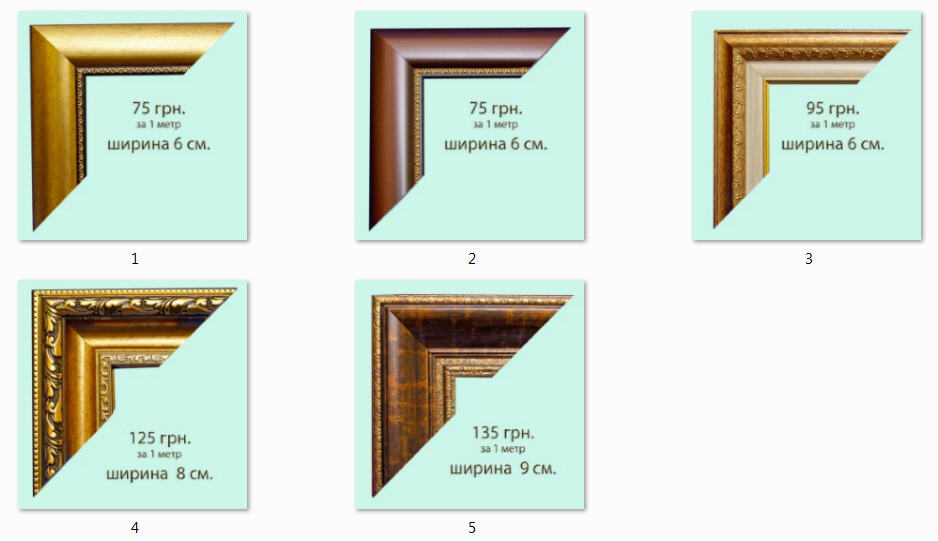 75 грн.
за 1 метр
ширина 6 см.
1
75 грн.
за 1 метр
ширина 6 см.
2
95 грн.
за 1 метр
ширина 6 см.
3
125 грн.
за 1 метр
ширина 8 см.
4
135 грн.
за 1 метр
ширина 9 см.
5